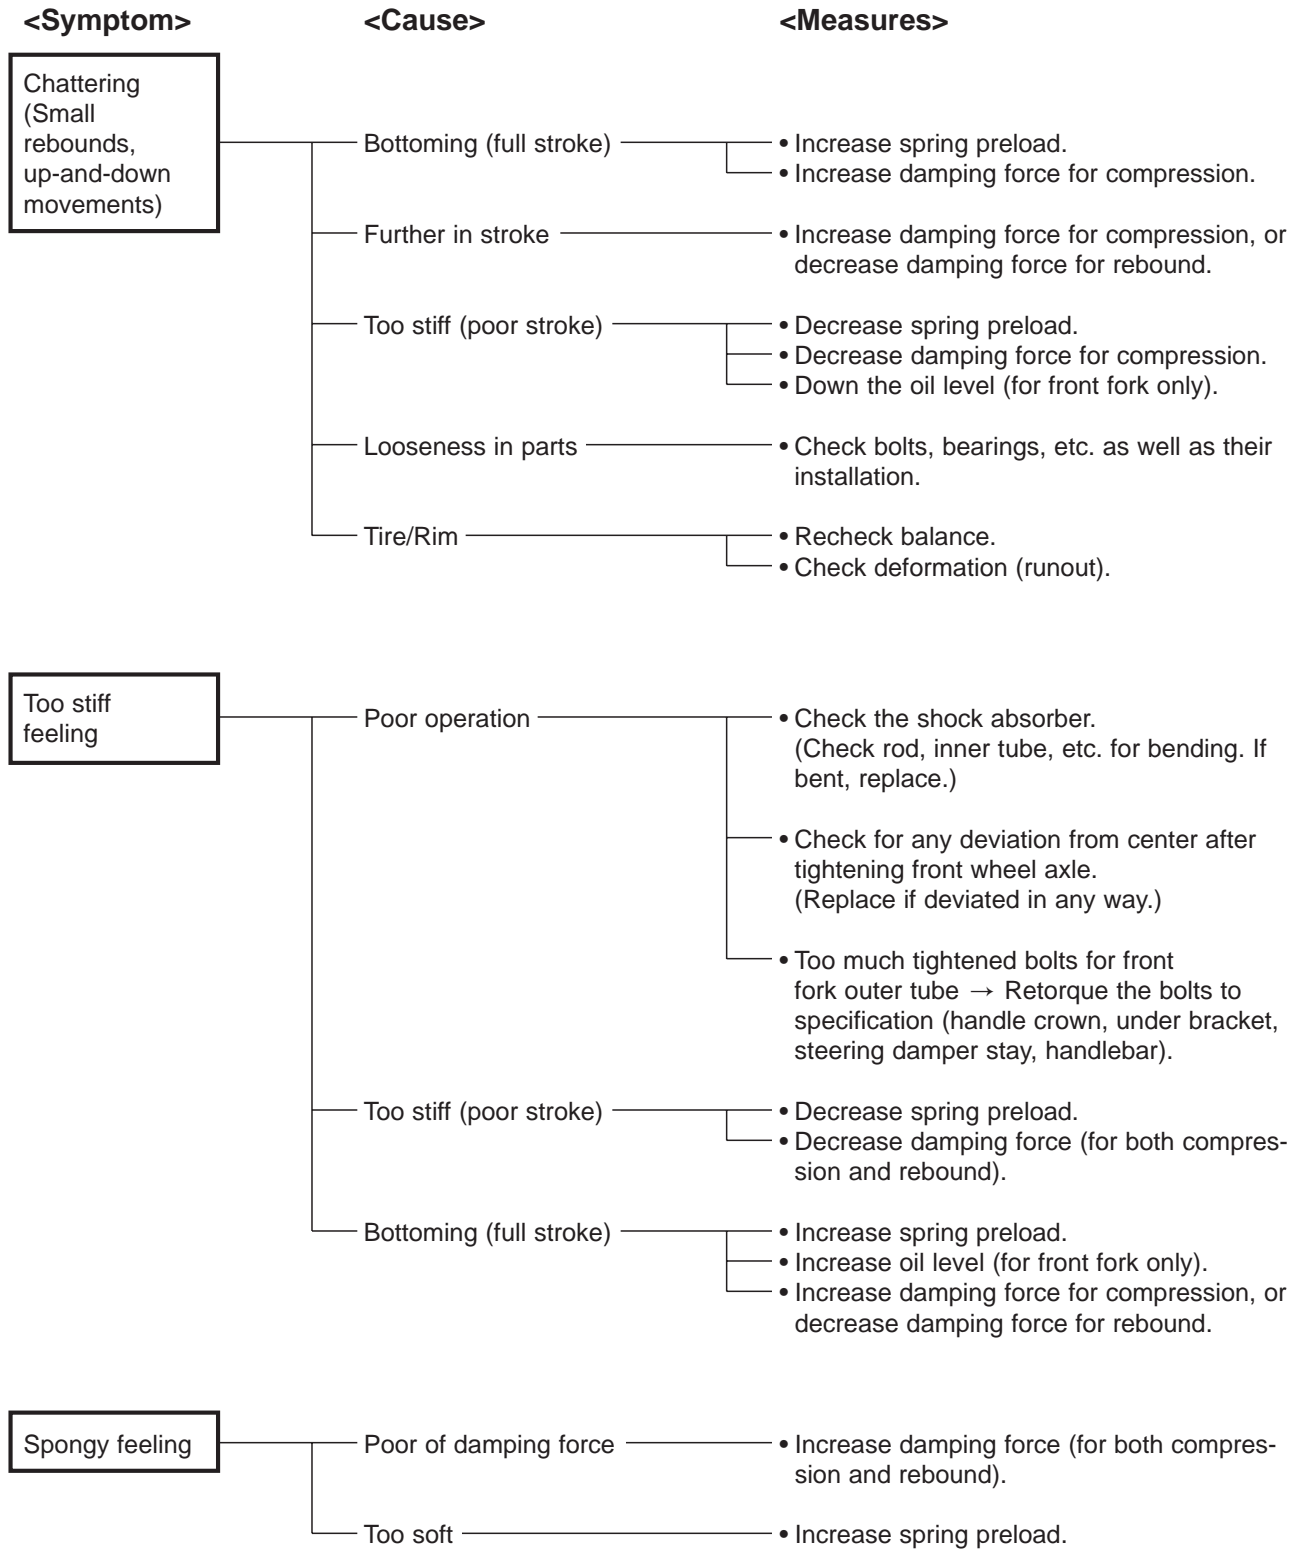 <Symptom> <Cause> <Measures>
Chattering
(Small
rebounds,
up-and-down
movements)
Bottoming (full stroke)
• Increase spring preload.
• Increase damping force for compression.
Further in stroke
• Increase damping force for compression, or
decrease damping force for rebound.
Too stiff (poor stroke)
• Decrease spring preload.
• Decrease damping force for compression.
• Down the oil level (for front fork only).
Looseness in parts
• Check bolts, bearings, etc. as well as their
installation.
Tire/Rim
• Recheck balance.
• Check deformation (runout).
Too stiff
feeling
Poor operation
• Check the shock absorber.
(Check rod, inner tube, etc. for bending. If
bent, replace.)
• Check for any deviation from center after
tightening front wheel axle.
(Replace if deviated in any way.)
• Too much tightened bolts for front
fork outer tube → Retorque the bolts to
specification (handle crown, under bracket,
steering damper stay, handlebar).
Too stiff (poor stroke)
• Decrease spring preload.
• Decrease damping force (for both compres-
sion and rebound).
Bottoming (full stroke)
• Increase spring preload.
• Increase oil level (for front fork only).
• Increase damping force for compression, or
decrease damping force for rebound.
Spongy feeling
Poor of damping force
• Increase damping force (for both compres-
sion and rebound).
Too soft
• Increase spring preload.